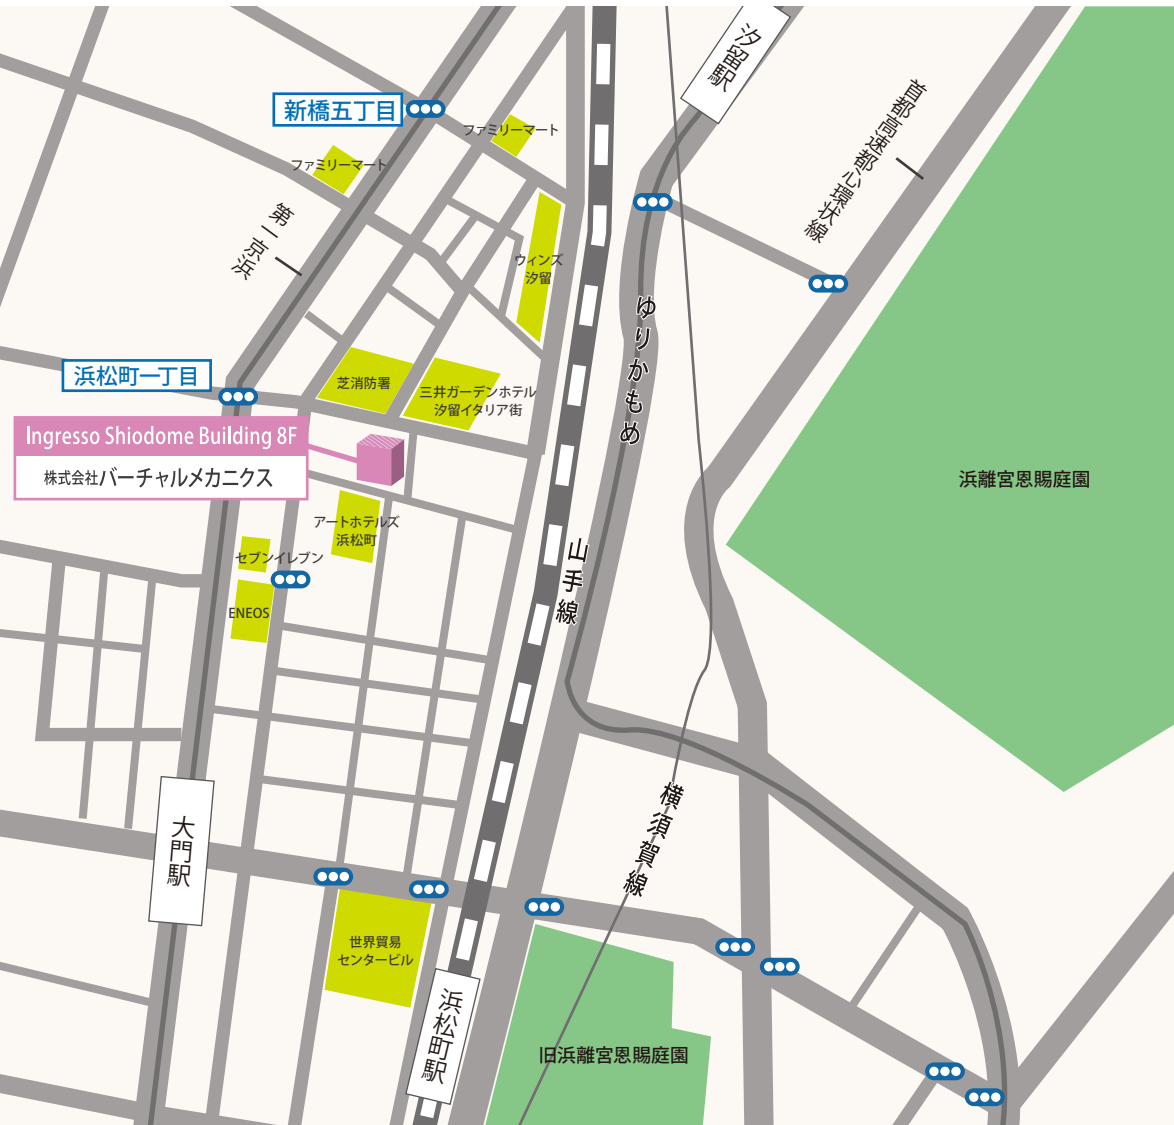 汐留駅
新橋五丁目
ファミリーマート
ファミリーマート
首都高速都心環状線
第一京浜
ウィンズ
汐留
ゆりかもめ
浜松町一丁目
芝消防署
三井ガーデンホテル
汐留イタリア街
Ingresso Shiodome Building 8F
株式会社バーチャルメカニクス
浜離宮恩賜庭園
アートホテルズ
浜松町
山手線
セブンイレブン
ENEOS
横須賀線
大門駅
世界貿易
センタービル
浜松町駅
旧浜離宮恩賜庭園